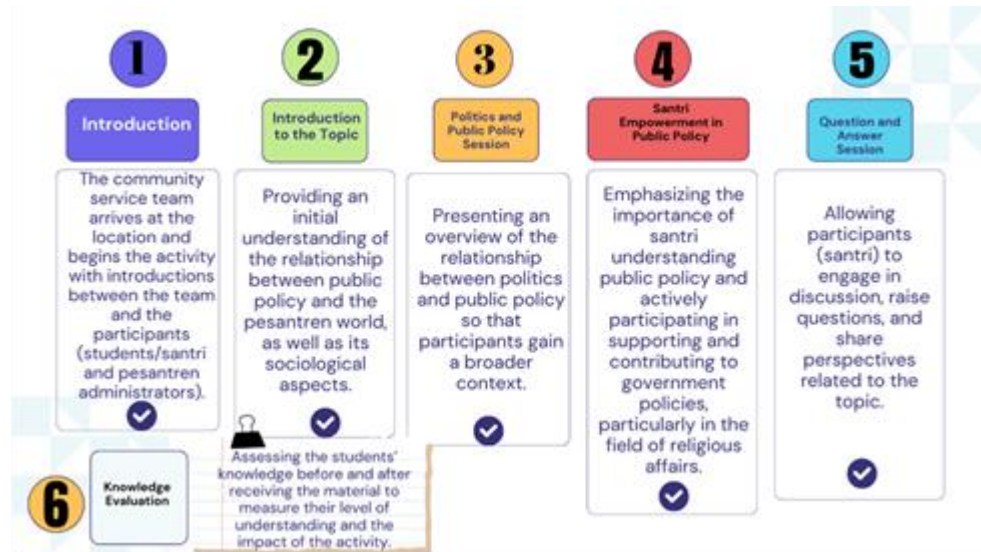 1
Introduction
The community
service team
arrives at the
location and
begins the activity
with introductions
between the team
and the
participants
(students/santri
and pesantren
administrators).
2
Introduction
to the Topic
Providing an
initial
understanding of
the relationship
between public
policy and the
pesantren world,
as well as its
sociological
aspects.
3
Politics and
Public Policy
Session
Presenting an
overview of the
relationship
between politics
and public policy
so that
participants gain
a broader
context.
4
Santri
Empowerment in
Public Policy
Emphasizing the
importance of
santri
understanding
public policy and
actively
participating in
supporting and
contributing to
government
policies,
particularly in the
field of religious
affairs.
5
Question and
Answer
Session
Allowing
participants
(santri) to
engage in
discussion, raise
questions, and
share
perspectives
related to the
topic.
6
Knowledge
Evaluation
Assessing the students'
knowledge before and after
receiving the material to
measure their level of
understanding and the
impact of the activity.